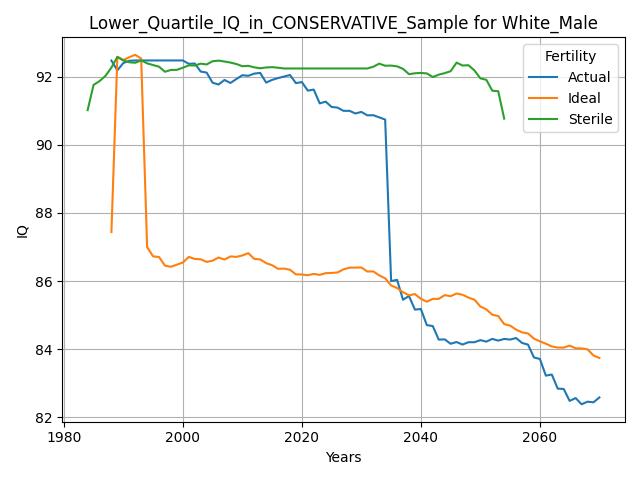 Lower_Quartile_IQ_in_CONSERVATIVE_Sample for White_Male
Fertility
Actual
Ideal
Sterile
IQ
92
90
88
86
84
82
1980
2000
2020
2040
2060
Years